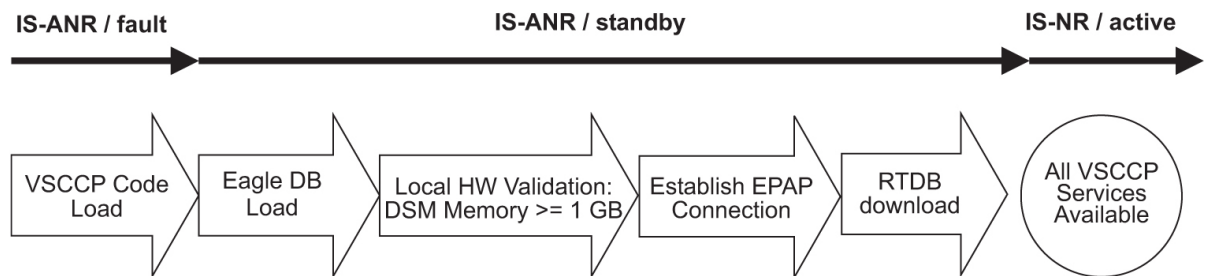 IS-ANR / fault
IS-ANR / standby
IS-NR / active
VSCCP Code
Load
Eagle DB
Load
Local HW Validation:
DSM Memory >= 1 GB
Establish EPAP
Connection
RTDB
download
All VSCCP
Services
Available